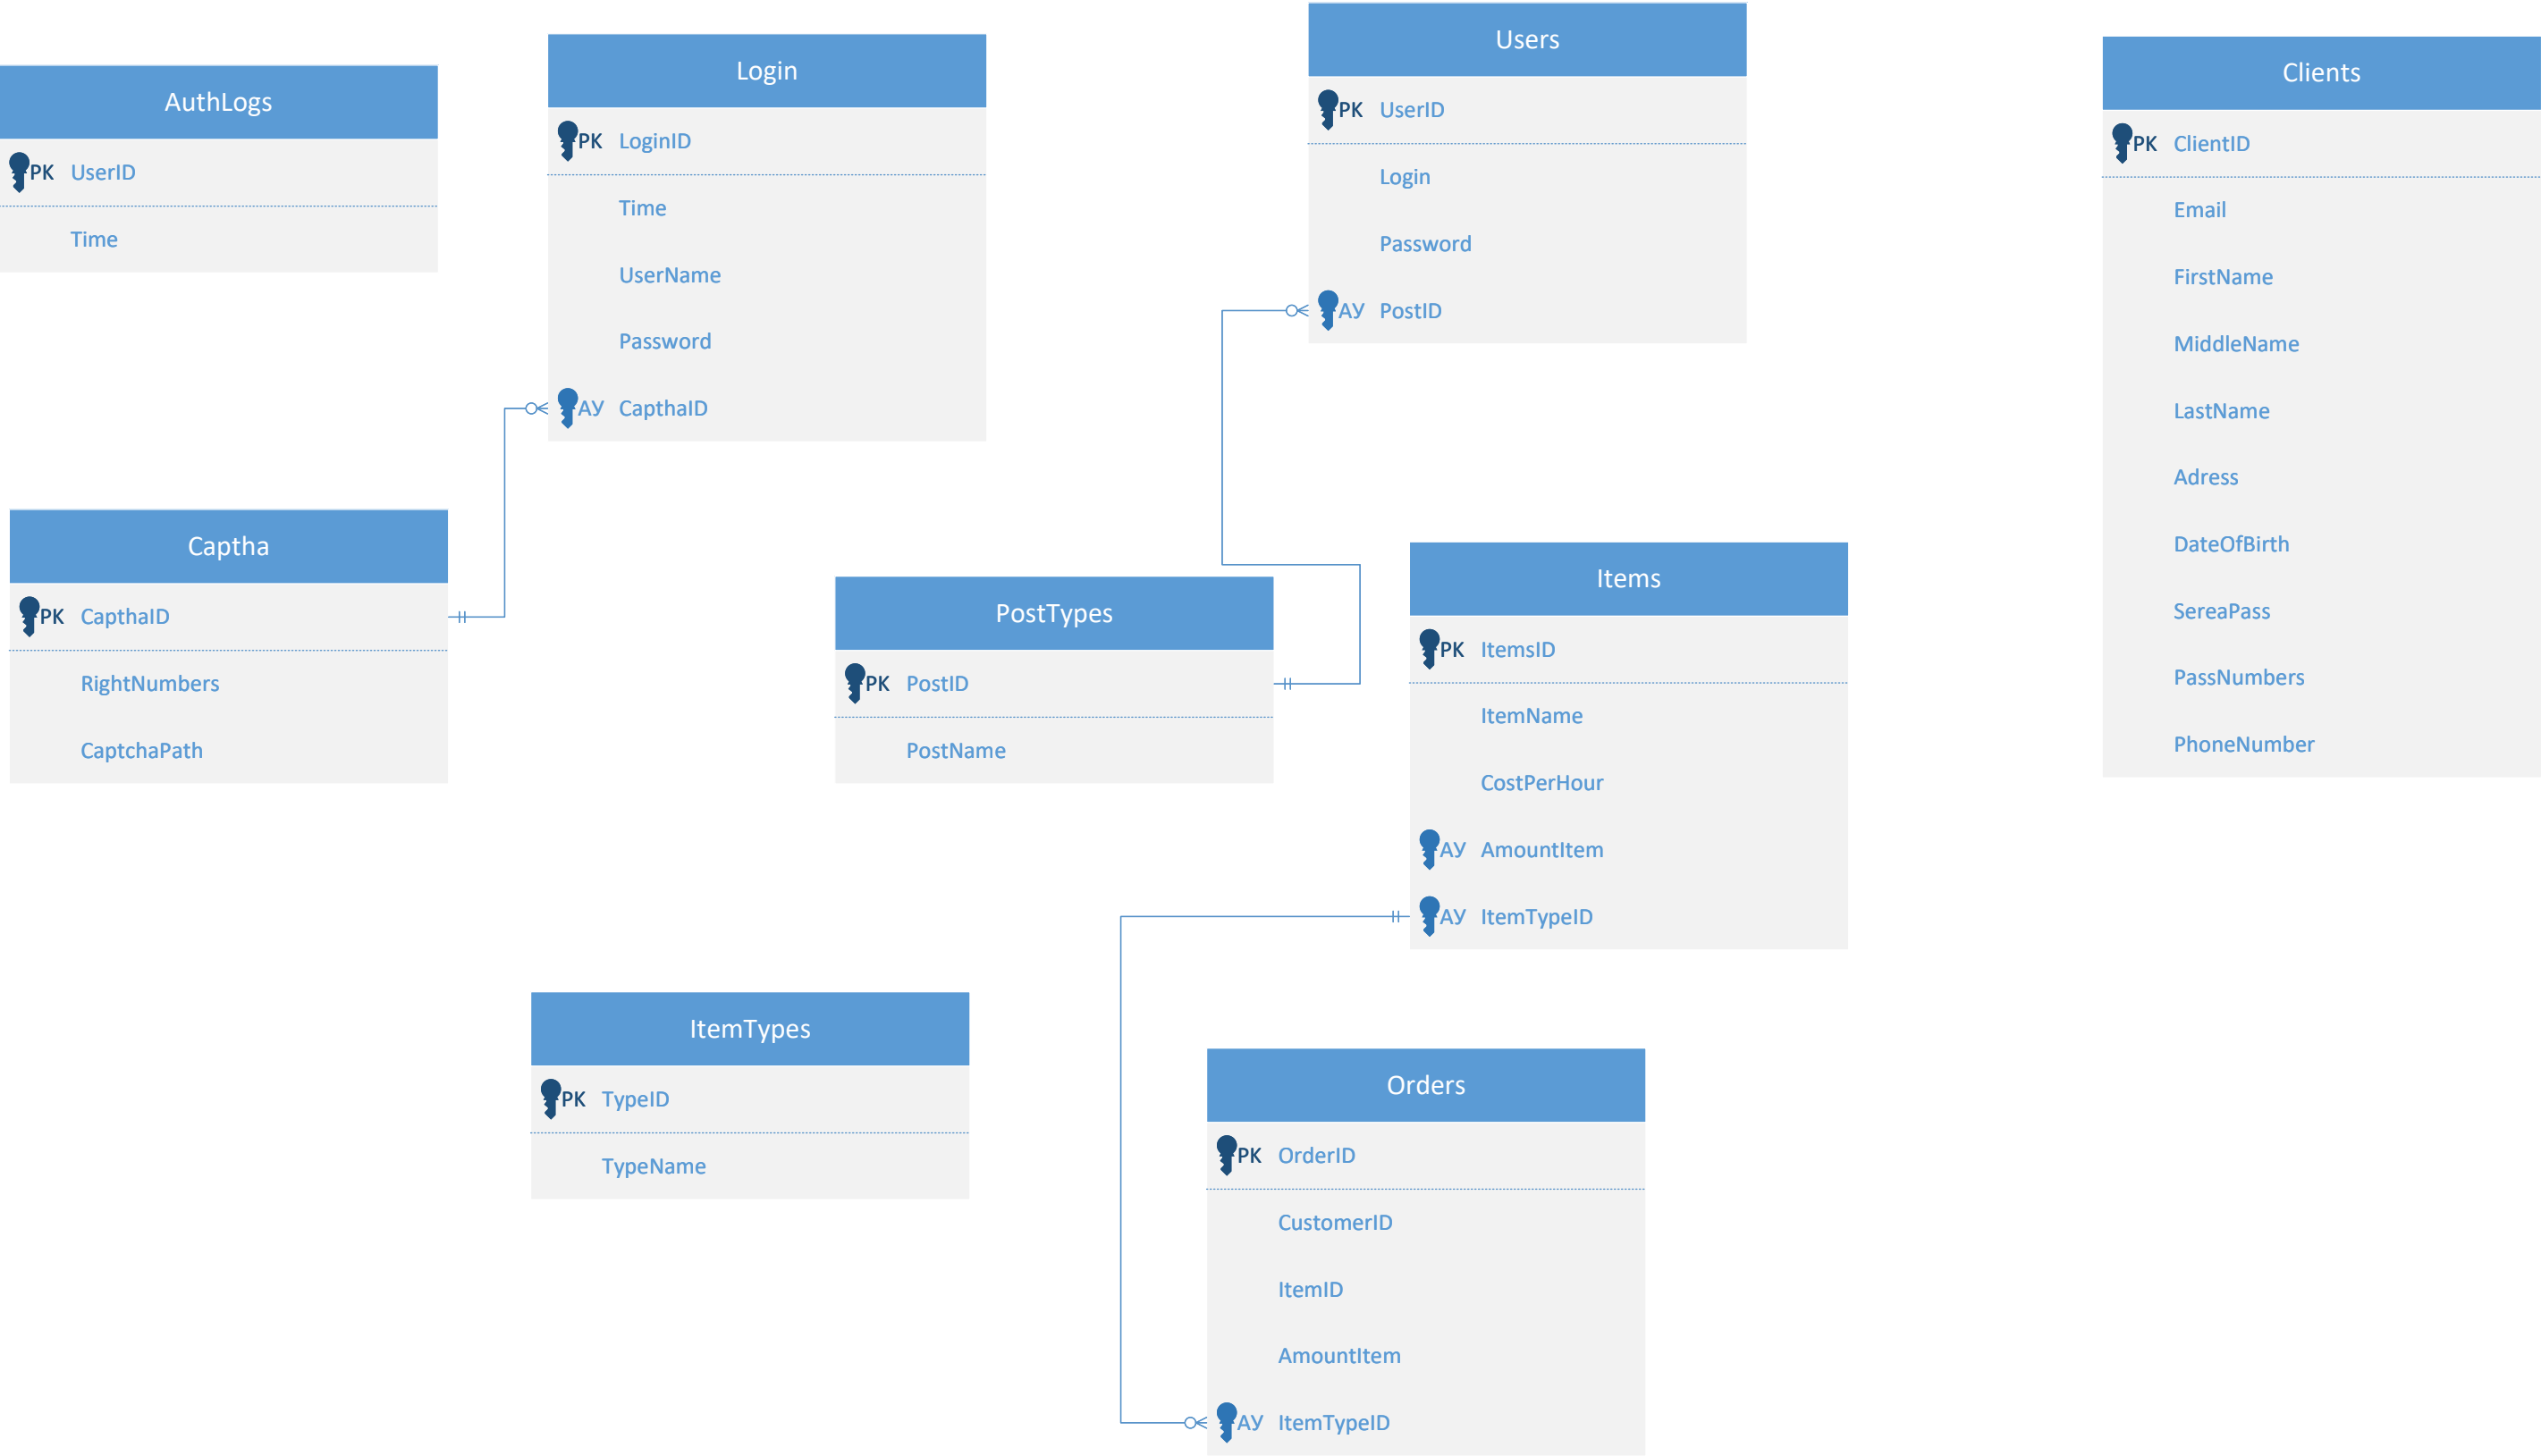 AuthLogs
PK UserID
Time
Login
PK LoginID
Time
UserName
Password
АУ CapthaID
Users
PK UserID
Login
Password
АУ PostID
Clients
PK ClientID
Email
FirstName
MiddleName
LastName
Adress
DateOfBirth
SereaPass
PassNumbers
PhoneNumber
Captha
PK CapthaID
RightNumbers
CaptchaPath
PostTypes
PK PostID
PostName
Items
PK ItemsID
ItemName
CostPerHour
АУ AmountItem
АУ ItemTypeID
ItemTypes
PK TypeID
TypeName
Orders
PK OrderID
CustomerID
ItemID
AmountItem
АУ ItemTypeID